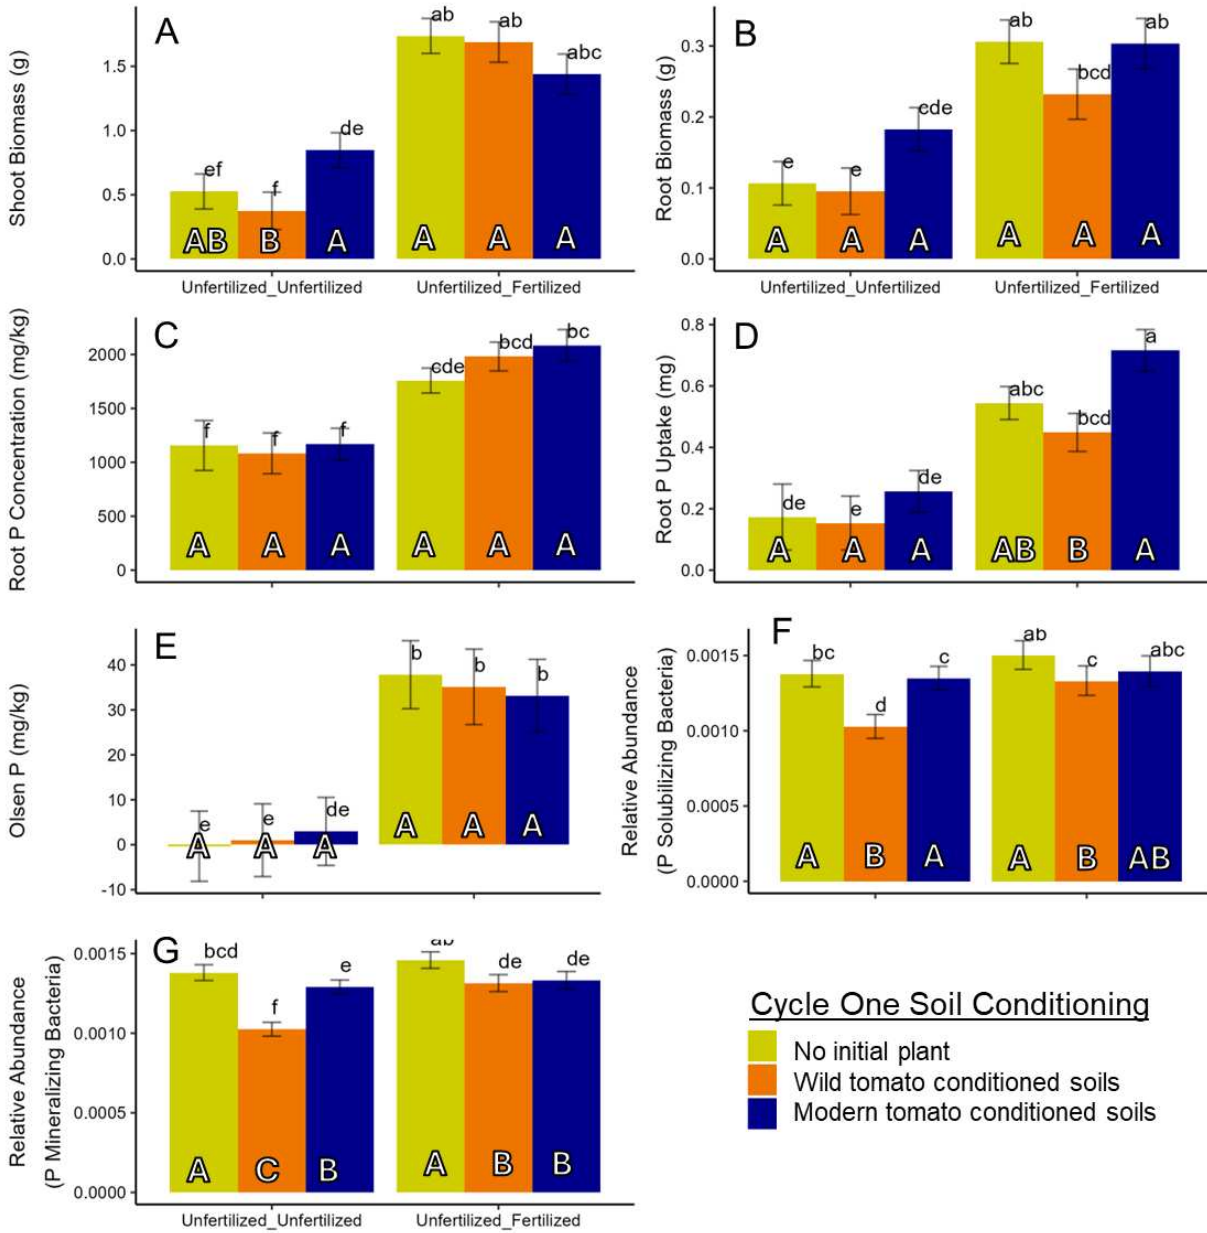 A
Shoot Biomass (g)
1.5
1.0
0.5
0.0
ef
f
de
ab
ab
abc
AB
B
A
A
A
A
Unfertilized_Unfertilized
Unfertilized_Fertilized
B
Root Biomass (g)
0.3
0.2
0.1
0.0
e
e
cde
ab
bcd
ab
A
A
A
A
A
A
Unfertilized_Unfertilized
Unfertilized_Fertilized
C
Root P Concentration (mg/kg)
2000
1500
1000
500
0
f
f
f
cde
bcd
bc
A
A
A
A
A
A
D
Root P Uptake (mg)
0.8
0.6
0.4
0.2
0.0
de
e
de
abc
bcd
a
A
A
A
AB
B
A
E
Olsen P (mg/kg)
40
30
20
10
0
-10
e
e
de
b
b
b
A
A
A
A
A
A
F
Relative Abundance
(P Solubilizing Bacteria)
0.0015
0.0010
0.0005
0.0000
bc
d
c
ab
c
abc
A
B
A
A
B
AB
G
Relative Abundance
(P Mineralizing Bacteria)
0.0015
0.0010
0.0005
0.0000
bcd
f
e
ab
de
de
A
C
B
A
B
B
Unfertilized_Unfertilized
Unfertilized_Fertilized
Cycle One Soil Conditioning
No initial plant
Wild tomato conditioned soils
Modern tomato conditioned soils